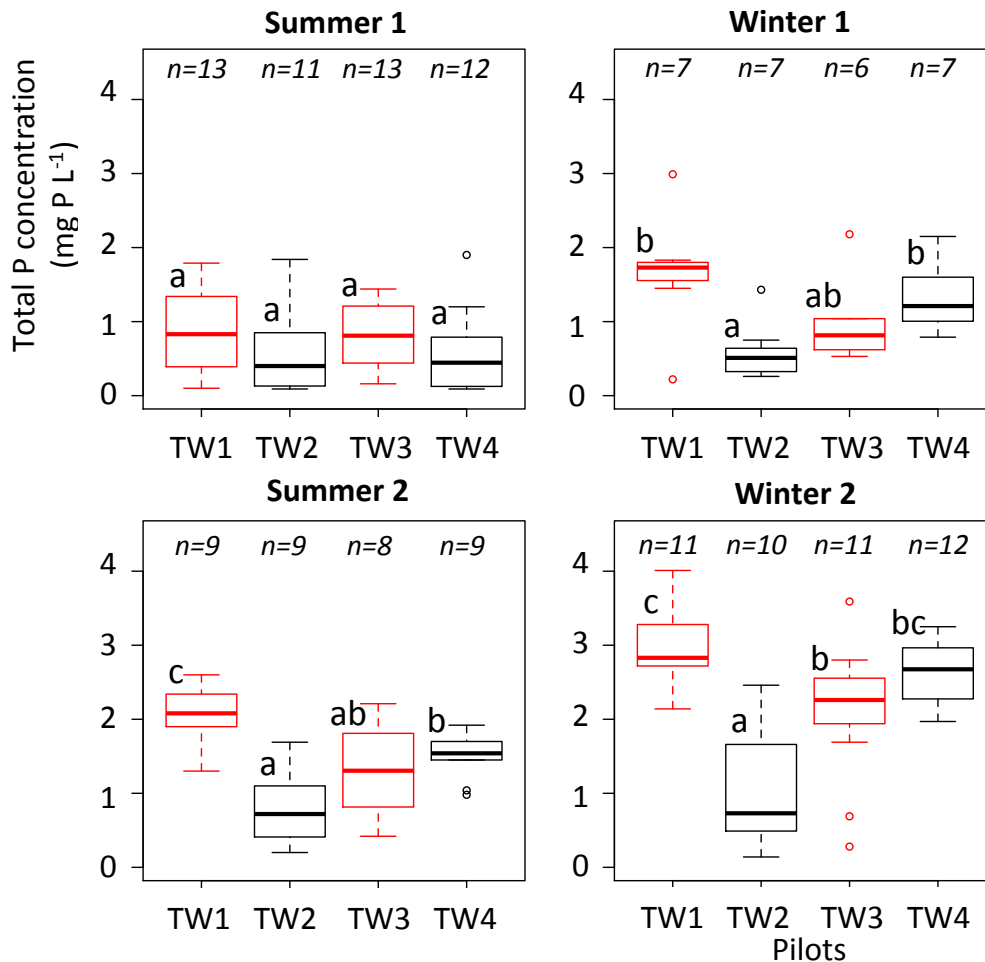 Summer 1
n=13 n=11 n=13 n=12
Total P concentration
(mg P L⁻¹)
4
3
2
1
0
a a a a
TW1 TW2 TW3 TW4
Winter 1
n=7 n=7 n=6 n=7
4
3
2
1
0
b a ab b
TW1 TW2 TW3 TW4
Summer 2
n=9 n=9 n=8 n=9
4
3
2
1
0
c a ab b
TW1 TW2 TW3 TW4
Winter 2
n=11 n=10 n=11 n=12
4
3
2
1
0
c a b bc
TW1 TW2 TW3 TW4
Pilots